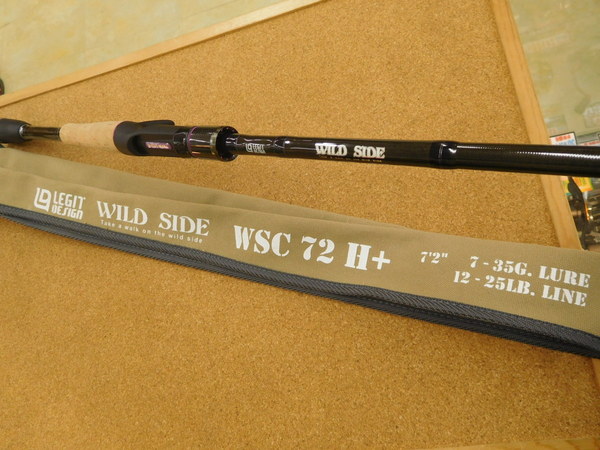 WILD SIDE
LEGIT
DESIGN
WILD SIDE
Take a walk on the wild side
WSC 72 H+
7'2" 7 - 35G. LURE
12 - 25LB. LINE